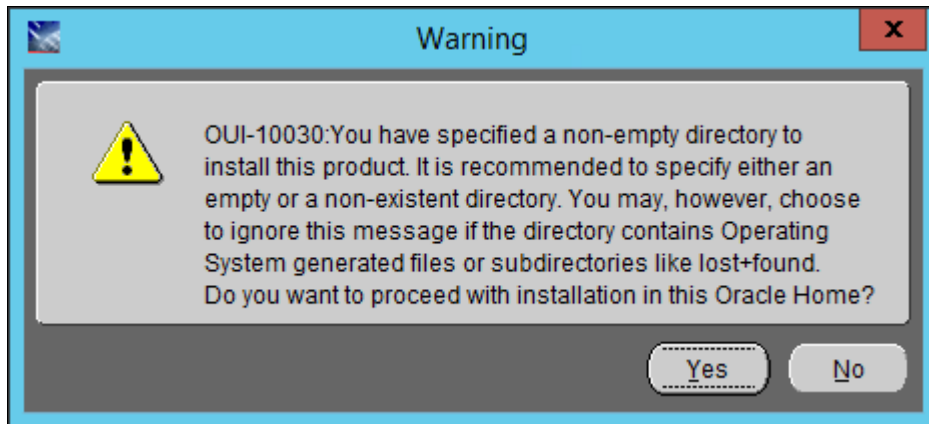 Warning
x
OUI-10030:You have specified a non-empty directory to
install this product. It is recommended to specify either an
empty or a non-existent directory. You may, however, choose
to ignore this message if the directory contains Operating
System generated files or subdirectories like lost+found.
Do you want to proceed with installation in this Oracle Home?
Yes
No